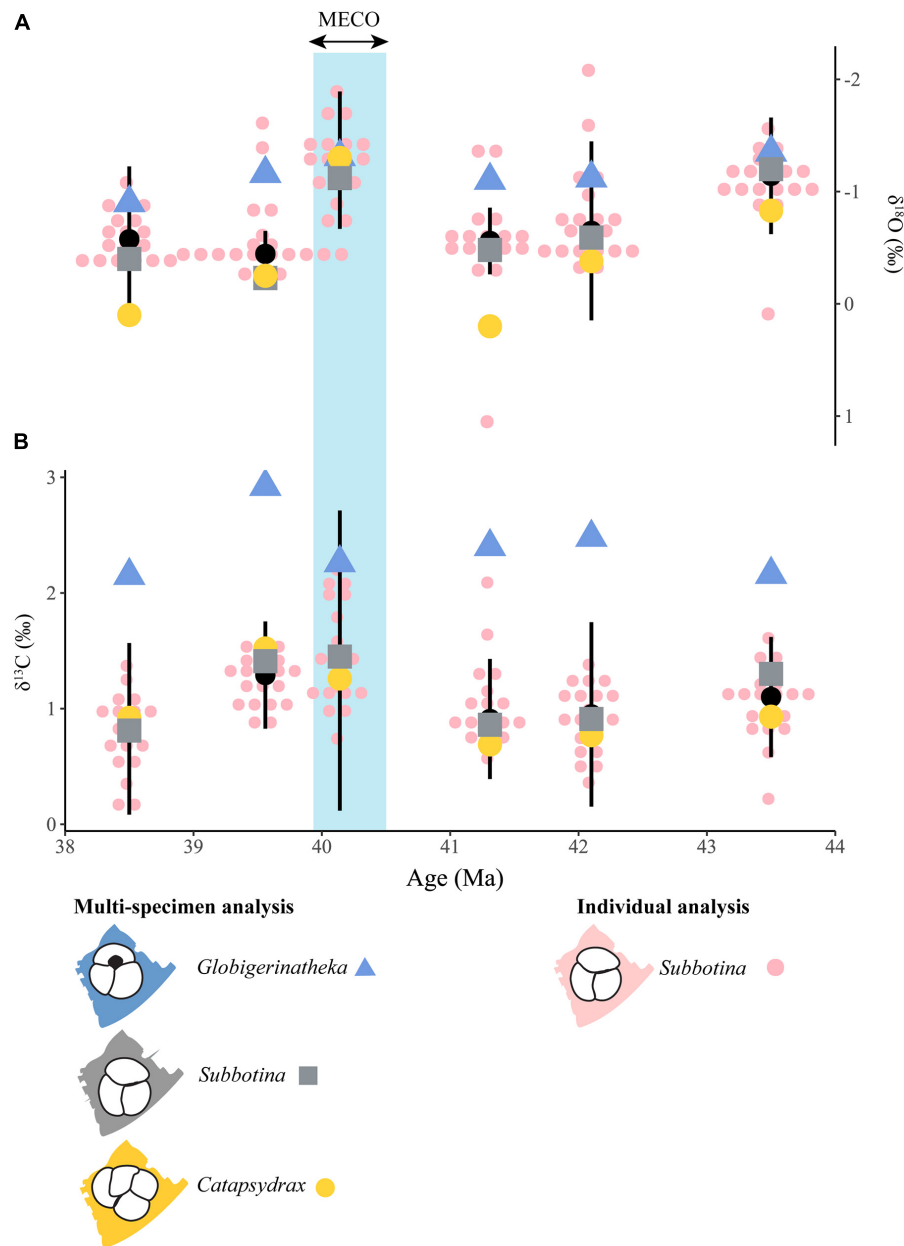 A
MECO
-2
-1
0
1
δ18O (‰)
B
3
2
1
0
δ13C (‰)
38 39 40 41 42 43 44
Age (Ma)
Multi-specimen analysis
Individual analysis
Globigerinatheka
Subbotina
Subbotina
Catapsydrax